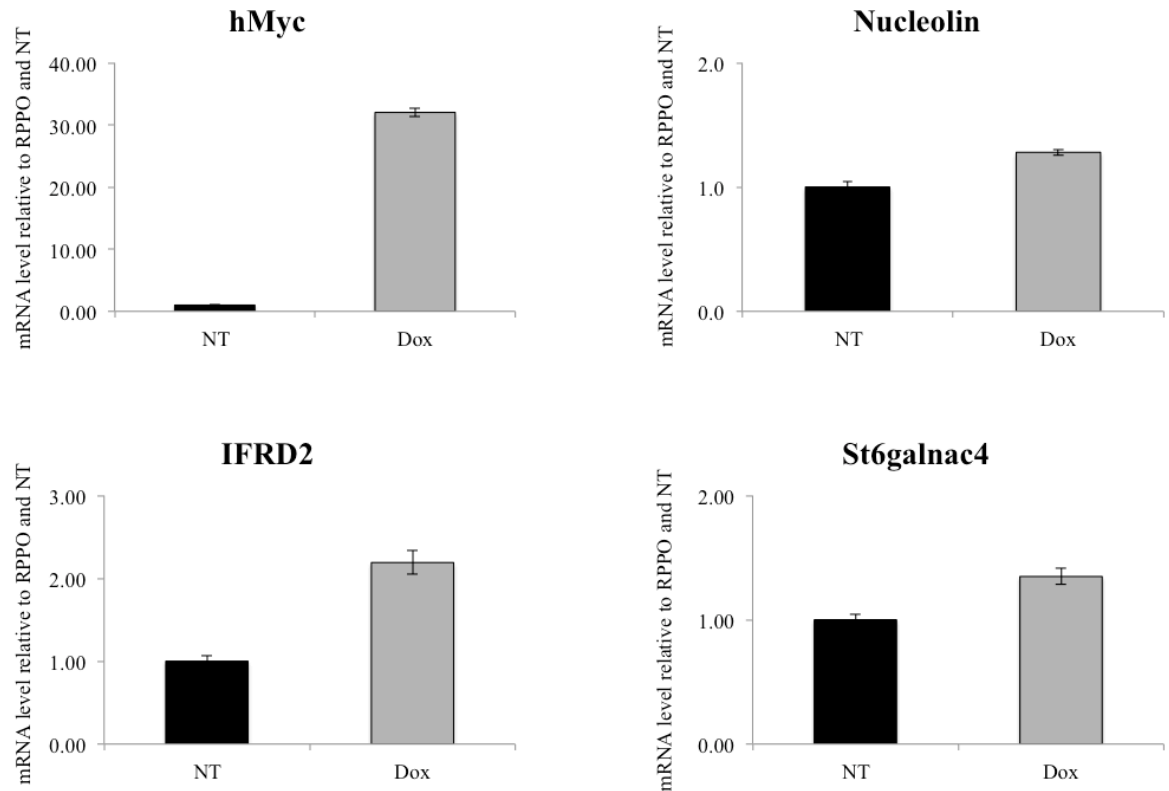 hMyc
mRNA level relative to RPPO and NT
40.00
30.00
20.00
10.00
0.00
NT Dox
Nucleolin
mRNA level relative to RPPO and NT
2.0
1.0
0.0
NT Dox
IFRD2
mRNA level relative to RPPO and NT
3.00
2.00
1.00
0.00
NT Dox
St6galnac4
mRNA level relative to RPPO and NT
2.00
1.00
0.00
NT Dox